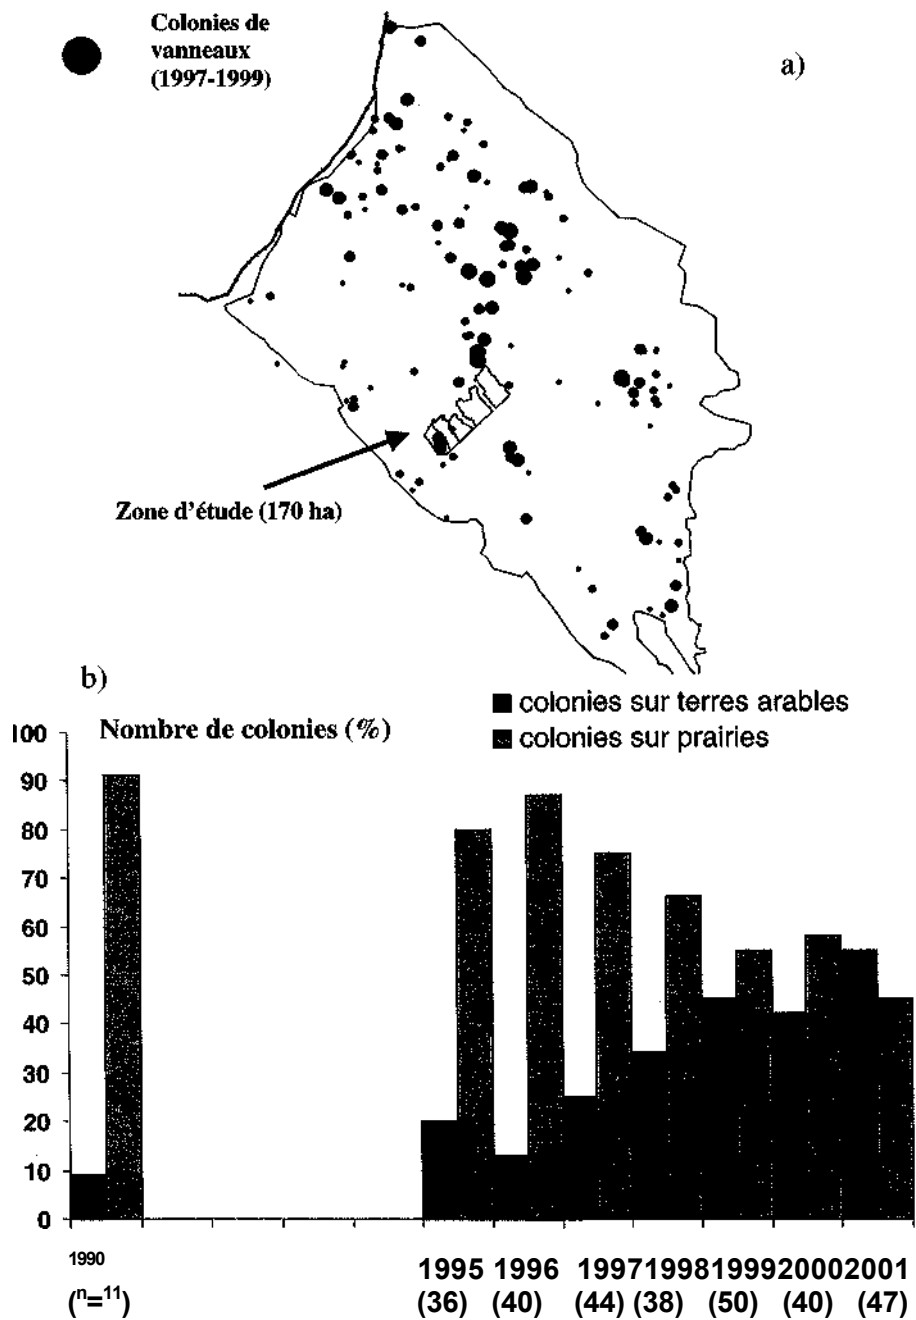 Colonies de
vanneaux
(1997-1999)
a)
Zone d'étude (170 ha)
b)
colonies sur terres arables
colonies sur prairies
Nombre de colonies (%)
100
90
80
70
60
50
40
30
20
10
0
1990 1995 1996 1997 1998 1999 2000 2001
(n=11) (36) (40) (44) (38) (50) (40) (47)